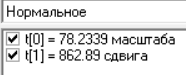 Нормальное
t[0] = 78.2339 масштаба
t[1] = 862.89 сдвига